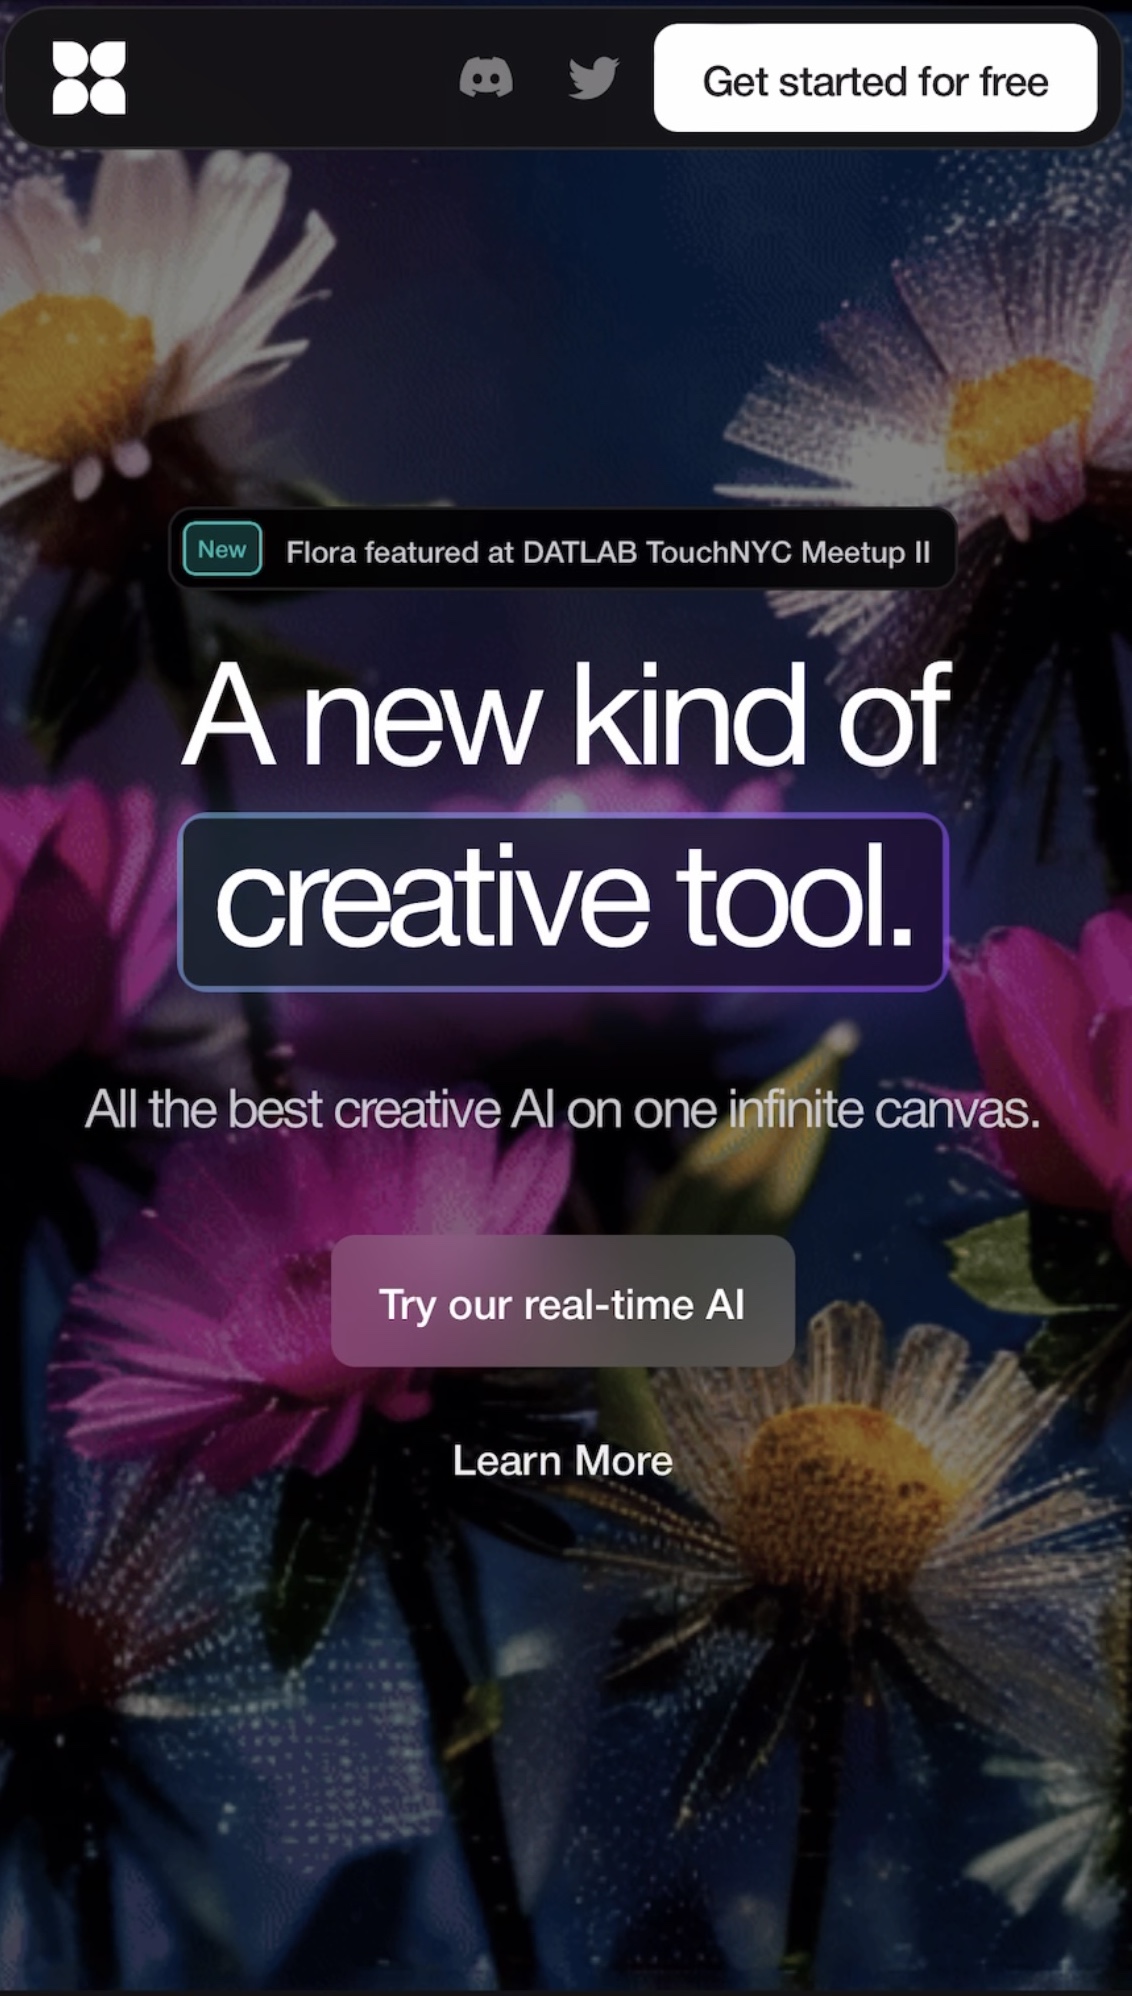 Get started for free
New Flora featured at DATLAB TouchNYC Meetup II
A new kind of
creative tool.
All the best creative AI on one infinite canvas.
Try our real-time AI
Learn More